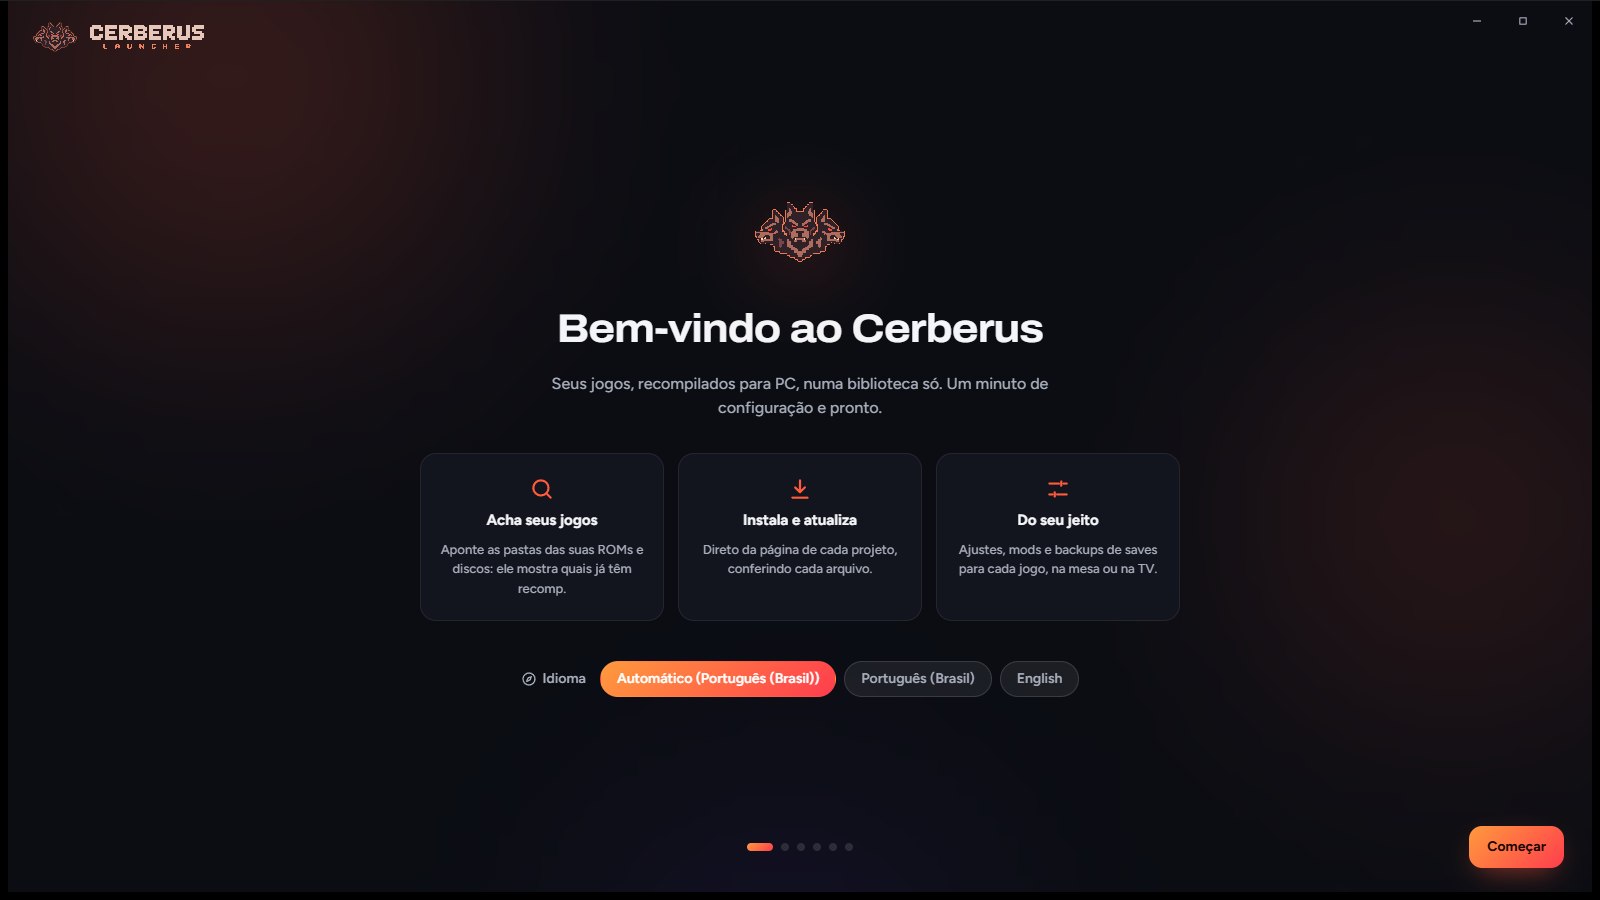 CERBERUS
LAUNCHER
Bem-vindo ao Cerberus
Seus jogos, recompilados para PC, numa biblioteca só. Um minuto de
configuração e pronto.
Acha seus jogos
Aponte as pastas das suas ROMs e
discos: ele mostra quais já têm
recomp.
Instala e atualiza
Direto da página de cada projeto,
conferindo cada arquivo.
Do seu jeito
Ajustes, mods e backups de saves
para cada jogo, na mesa ou na TV.
Idioma
Automático (Português (Brasil))
Português (Brasil)
English
Começar